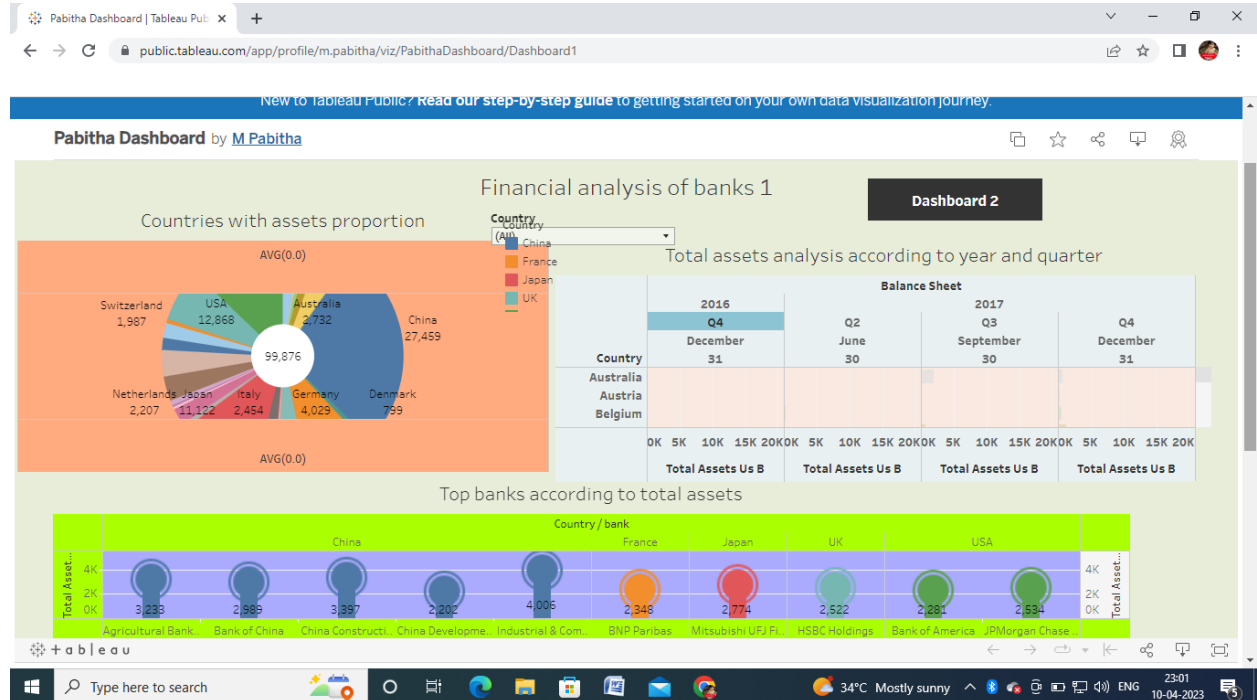 Pabitha Dashboard | Tableau Pub
public.tableau.com/app/profile/m.pabitha/viz/PabithaDashboard/Dashboard1
New to Tableau Public? Read our step-by-step guide to getting started on your own data visualization journey.
Pabitha Dashboard by M Pabitha
Financial analysis of banks 1
Dashboard 2
Countries with assets proportion
Country
(All)
Country
China
France
Japan
UK
AVG(0.0)
Switzerland
1,987
USA
12,868
Australia
2,732
China
27,459
99,876
Netherlands
2,207
Japan
11,122
Italy
2,454
Germany
4,029
Denmark
799
AVG(0.0)
Total assets analysis according to year and quarter
Balance Sheet
2016 2017
Q4 Q2 Q3 Q4
December June September December
Country 31 30 30 31
Australia
Austria
Belgium
0K 5K 10K 15K 20K 0K 5K 10K 15K 20K 0K 5K 10K 15K 20K 0K 5K 10K 15K 20K
Total Assets Us B Total Assets Us B Total Assets Us B Total Assets Us B
Top banks according to total assets
Country / bank
China France Japan UK USA
Total Asset...
4K
2K
0K
3,233 2,989 3,397 2,202 4,006 2,348 2,774 2,522 2,281 2,534
4K
2K
0K
Total Asset...
Agricultural Bank.. Bank of China China Constructi.. China Developme.. Industrial & Com.. BNP Paribas Mitsubishi UFJ Fi.. HSBC Holdings Bank of America JPMorgan Chase ..
+ a b l e a u
Type here to search
34°C Mostly sunny
ENG
23:01
10-04-2023
5